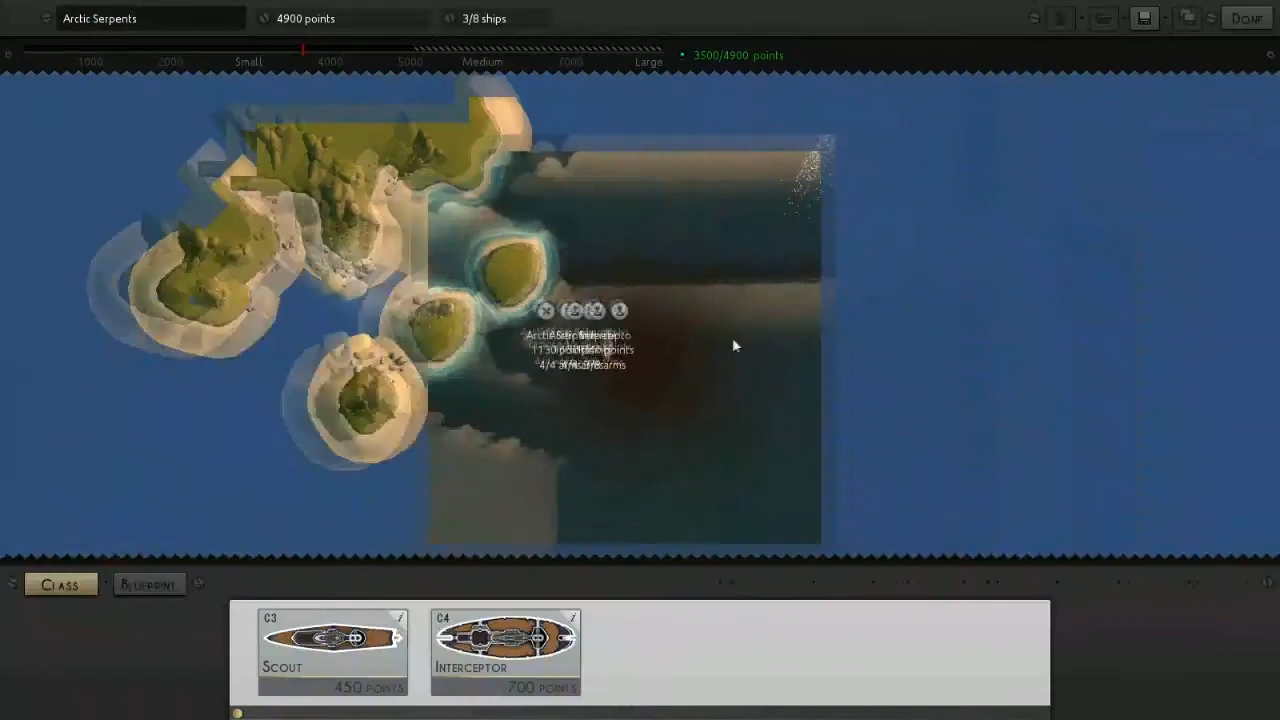 Arctic Serpents
4900 points
3/8 ships
DONE
1000 2000 Small 4000 5000 Medium 7000 Large
3500/4900 points
CLASS
BLUEPRINT
C3 i
SCOUT
450 POINTS
C4 i
INTERCEPTOR
700 POINTS